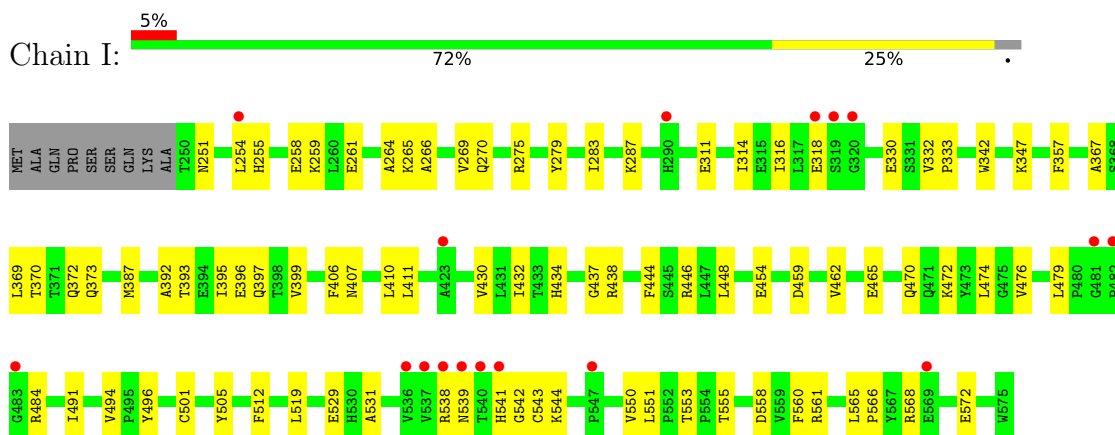 5%
Chain I:
72% 25% .
MET ALA GLN PRO SER SER GLN LYS ALA T250 N251 L254 H255 E258 K259 L260 E261 A264 K265 A266 V269 Q270 R275 Y279 I283 K287 H290 E311 I314 E315 I316 L317 E318 S319 G320 E330 S331 V332 P333 W342 K347 F357 A367 S368
L369 T370 T371 Q372 Q373 M387 A392 T393 E394 I395 E396 Q397 T398 V399 F406 N407 L410 L411 A423 V430 L431 I432 T433 H434 G437 R438 F444 S445 R446 L447 L448 E454 D459 V462 E465 Q470 Q471 K472 Y473 L474 G475 V476 L479 P480 G481
G483 R484 I491 V494 P495 Y496 C501 Y505 F512 L519 E529 H530 A531 V536 V537 R538 N539 T540 H541 G542 C543 K544 P547 V550 L551 P552 T553 P554 T555 D558 V559 F560 R561 L565 P566 Y567 R568 E569 E572 W575